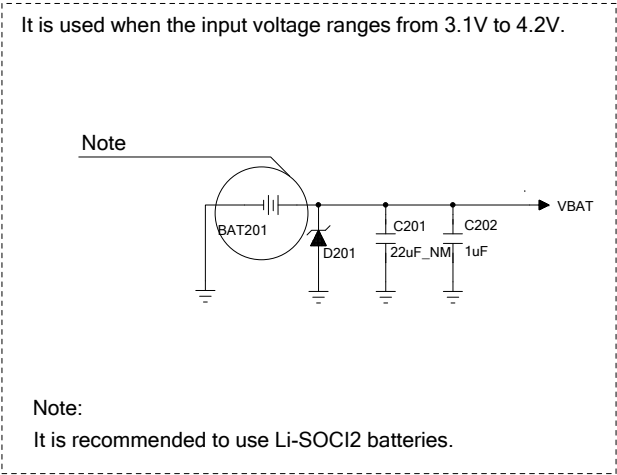 It is used when the input voltage ranges from 3.1V to 4.2V.
Note
VBAT
BAT201
D201
C201
22uF_NM
C202
1uF
Note:
It is recommended to use Li-SOCI2 batteries.